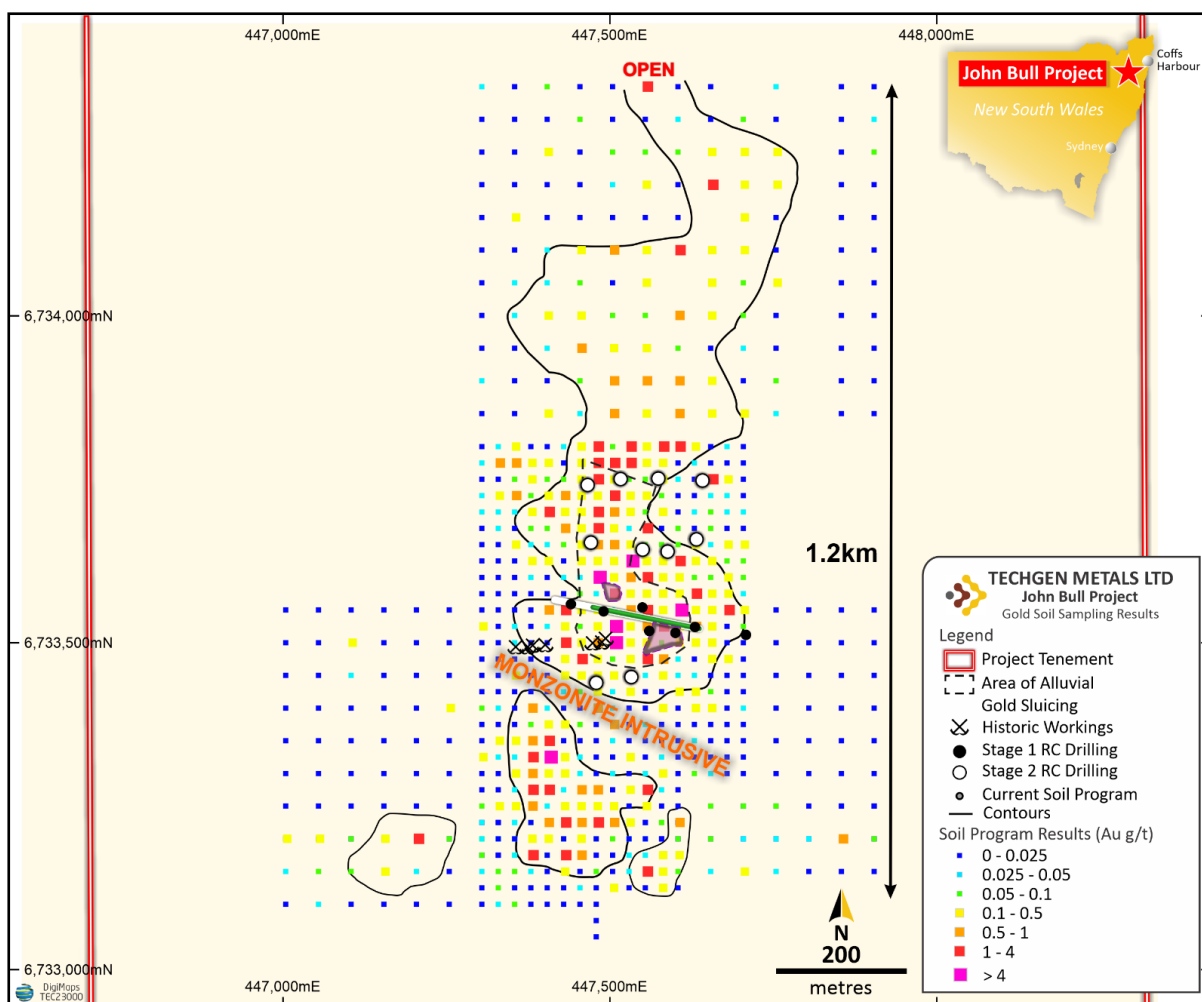 447,000mE
447,500mE
448,000mE
OPEN
John Bull Project
Coffs
Harbour
New South Wales
Sydney
6,734,000mN
1.2km
6,733,500mN
MONZONITE INTRUSIVE
TECHGEN METALS LTD
John Bull Project
Gold Soil Sampling Results
Legend
Project Tenement
Area of Alluvial
Gold Sluicing
Historic Workings
Stage 1 RC Drilling
Stage 2 RC Drilling
Current Soil Program
Contours
Soil Program Results (Au g/t)
0 - 0.025
0.025 - 0.05
0.05 - 0.1
0.1 - 0.5
0.5 - 1
1 - 4
> 4
N
200
metres
6,733,000mN
DigiMaps
TEC23000
447,000mE
447,500mE